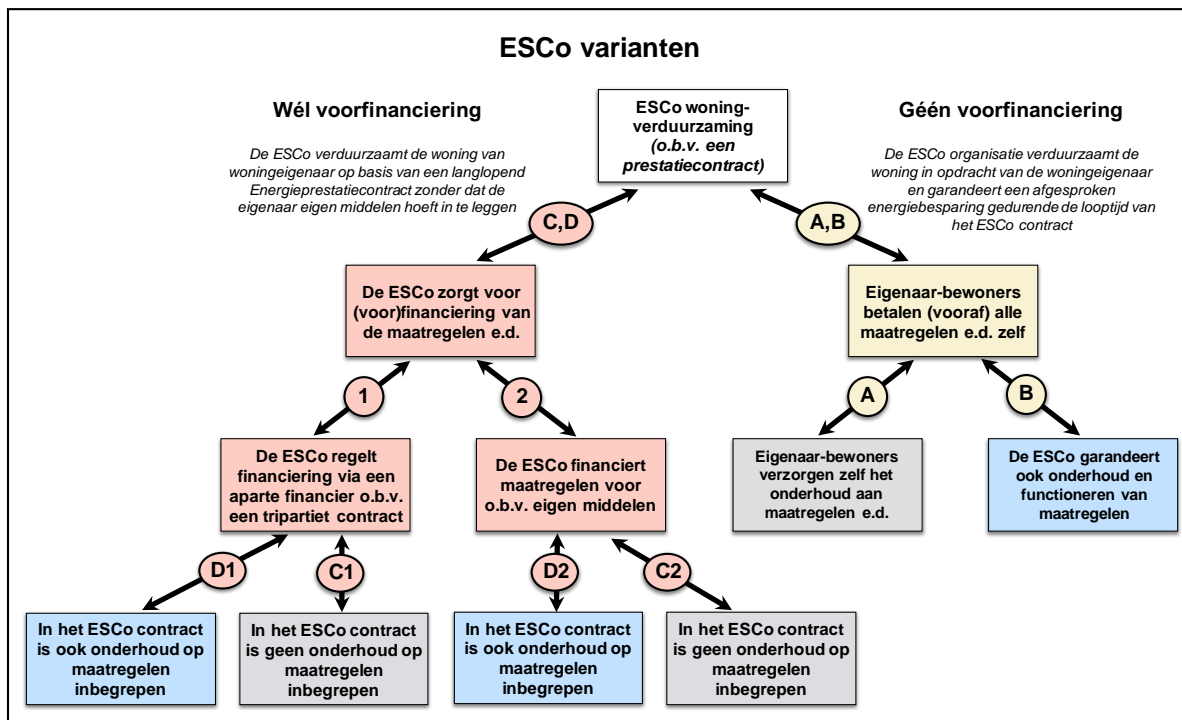 ESCo varianten
Wél voorfinanciering
De ESCo verduurzaamt de woning van
woningeigenaar op basis van een langlopend
Energieprestatiecontract zonder dat de
eigenaar eigen middelen hoeft in te leggen
ESCo woning-
verduurzaming
(o.b.v. een
prestatiecontract)
Géén voorfinanciering
De ESCo organisatie verduurzaamt de
woning in opdracht van de woningeigenaar
en garandeert een afgesproken
energiebesparing gedurende de looptijd van
het ESCo contract
C,D
A,B
De ESCo zorgt voor
(voor)financiering van
de maatregelen e.d.
Eigenaar-bewoners
betalen (vooraf) alle
maatregelen e.d. zelf
1
2
A
B
De ESCo regelt
financiering via een
aparte financier o.b.v.
een tripartiet contract
De ESCo financiert
maatregelen voor
o.b.v. eigen middelen
Eigenaar-bewoners
verzorgen zelf het
onderhoud aan
maatregelen e.d.
De ESCo garandeert
ook onderhoud en
functioneren van
maatregelen
D1
C1
D2
C2
In het ESCo contract
is ook onderhoud op
maatregelen
inbegrepen
In het ESCo contract
is geen onderhoud op
maatregelen
inbegrepen
In het ESCo contract
is ook onderhoud op
maatregelen
inbegrepen
In het ESCo contract
is geen onderhoud op
maatregelen
inbegrepen